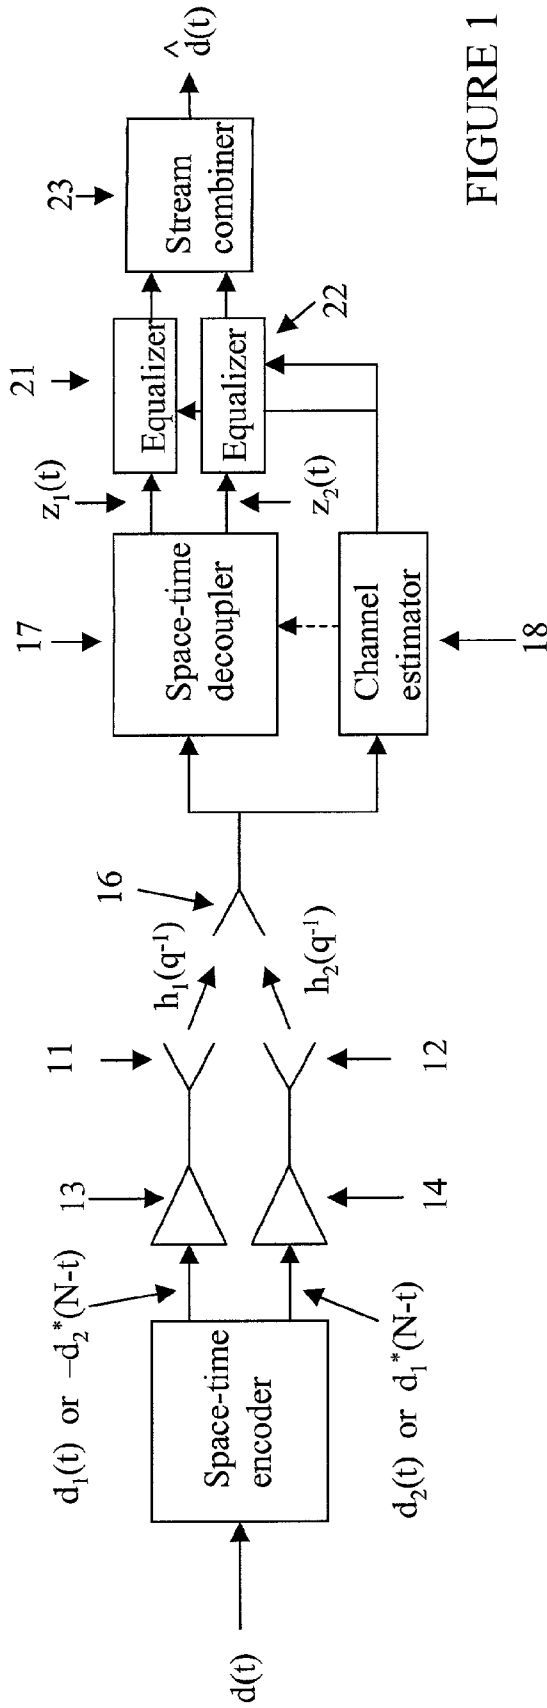 d(t)
Space-time
encoder
d₁(t) or –d₂*(N-t)
d₂(t) or d₁*(N-t)
13
14
11
12
h₁(q⁻¹)
h₂(q⁻¹)
16
17
Space-time
decoupler
Channel
estimator
18
z₁(t)
z₂(t)
21
Equalizer
Equalizer
22
23
Stream
combiner
^
d(t)
FIGURE 1